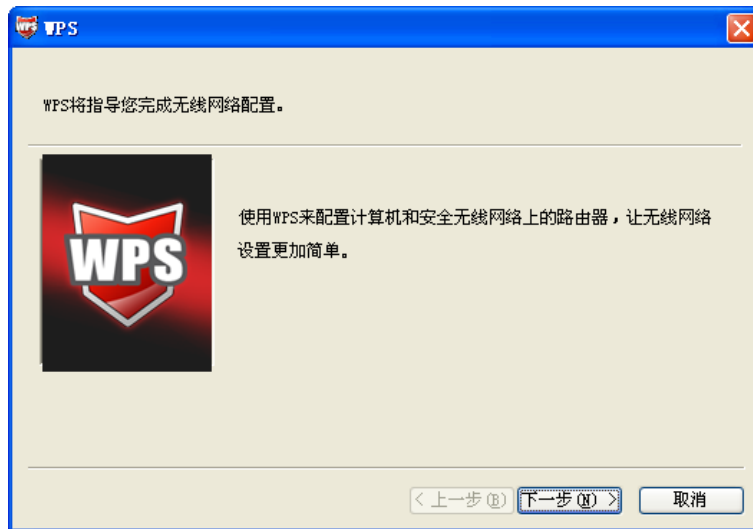 WPS
WPS将指导您完成无线网络配置。
WPS
使用WPS来配置计算机和安全无线网络上的路由器，让无线网络
设置更加简单。
< 上一步(B)
下一步(N) >
取消